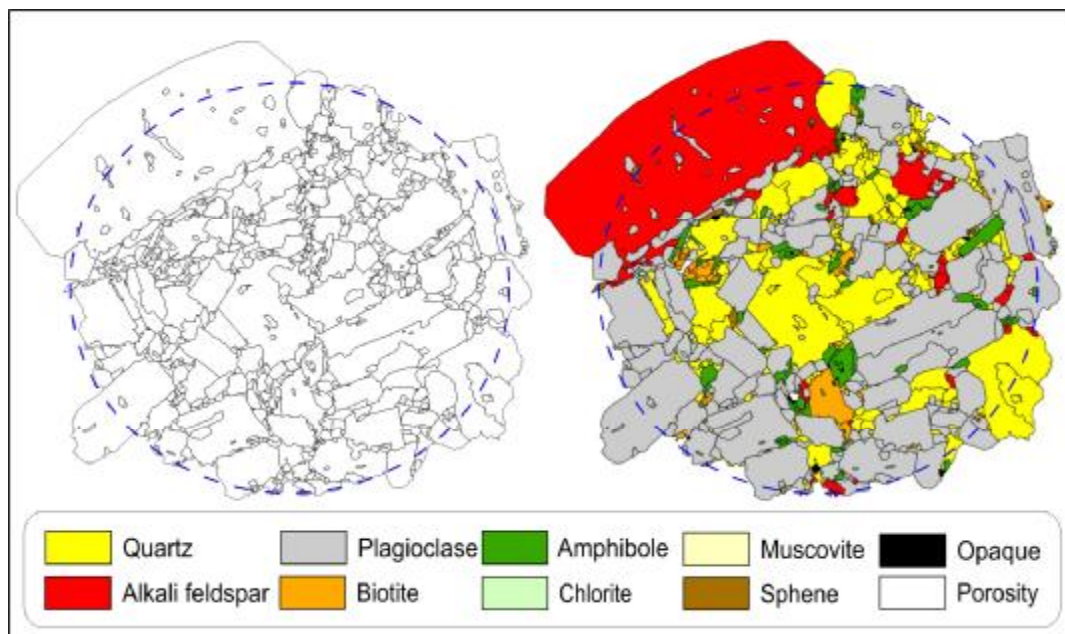 Quartz Plagioclase Amphibole Muscovite Opaque
Alkali feldspar Biotite Chlorite Sphene Porosity